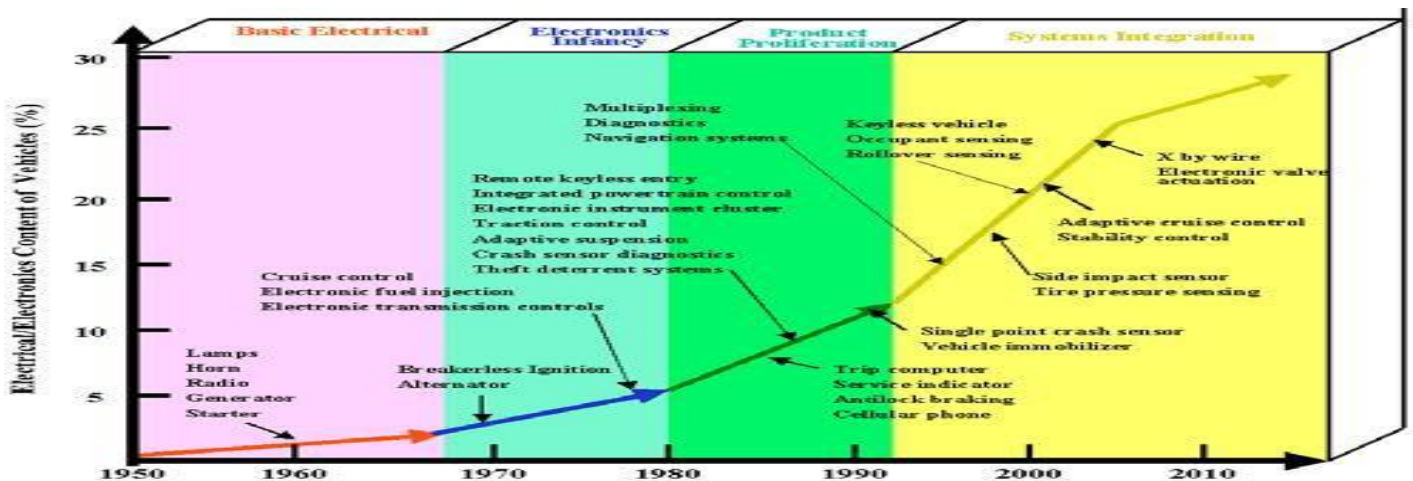 Basic Electrical
Electronics
Infancy
Product
Proliferation
Systems Integration
Electrical/Electronics Content of Vehicles (%)
30
25
20
15
10
5
Lamps
Horn
Radio
Generator
Starter
Cruise control
Electronic fuel injection
Electronic transmission controls
Breakerless Ignition
Alternator
Remote keyless entry
Integrated powertrain control
Electronic instrument cluster
Traction control
Adaptive suspension
Crash sensor diagnostics
Theft deterrent systems
Multiplexing
Diagnostics
Navigation systems
Trip computer
Service indicator
Antilock braking
Cellular phone
Single point crash sensor
Vehicle immobilizer
Keyless vehicle
Occupant sensing
Rollover sensing
Side impact sensor
Tire pressure sensing
Adaptive cruise control
Stability control
X by wire
Electronic valve
actuation
1950 1960 1970 1980 1990 2000 2010